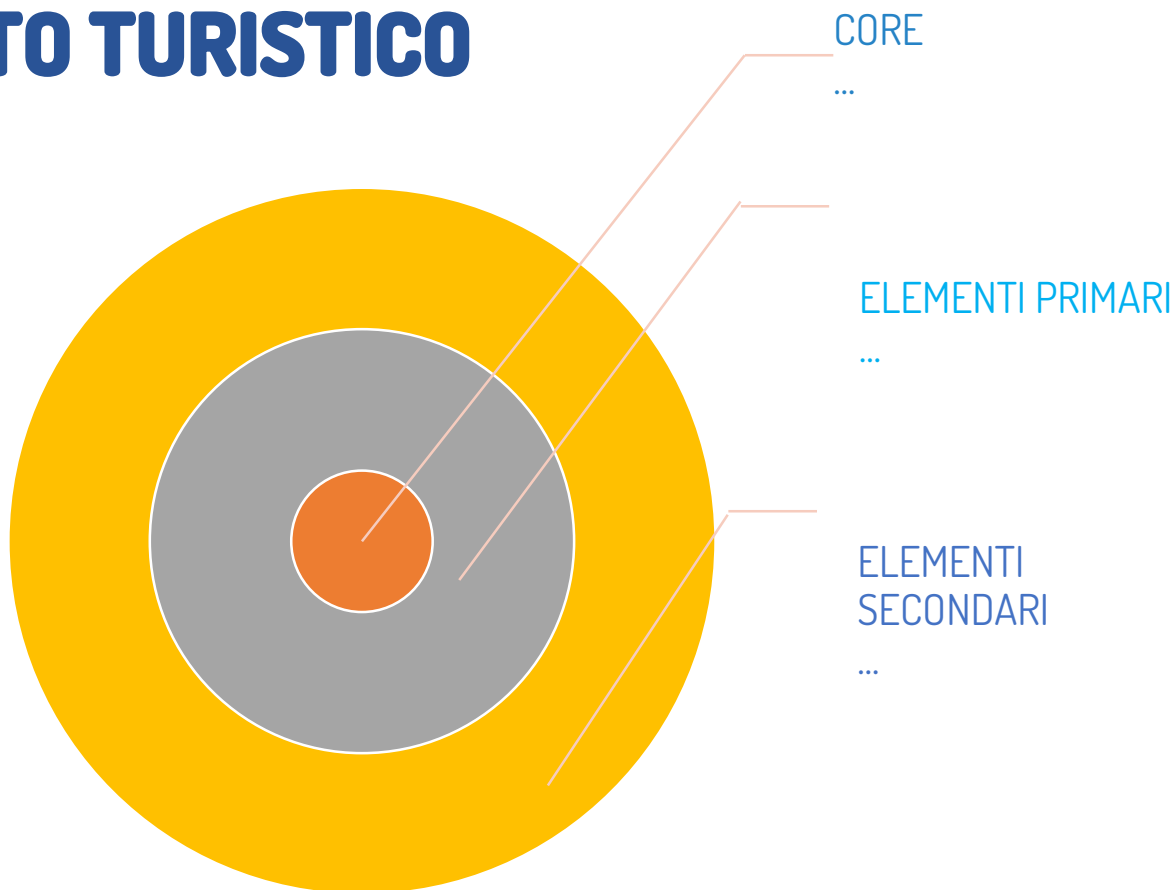 TO TURISTICO
CORE
...
ELEMENTI PRIMARI
...
ELEMENTI
SECONDARI
...